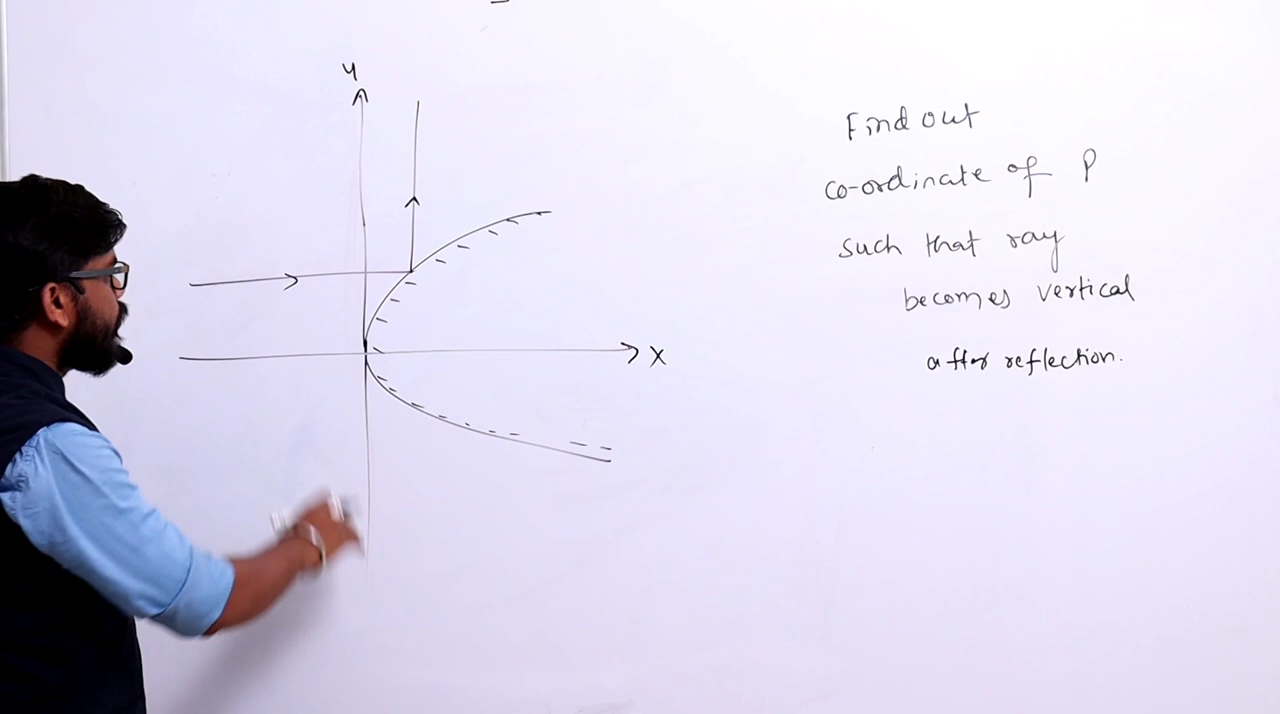 y
X
Find out
co-ordinate of P
such that ray
becomes vertical
after reflection.